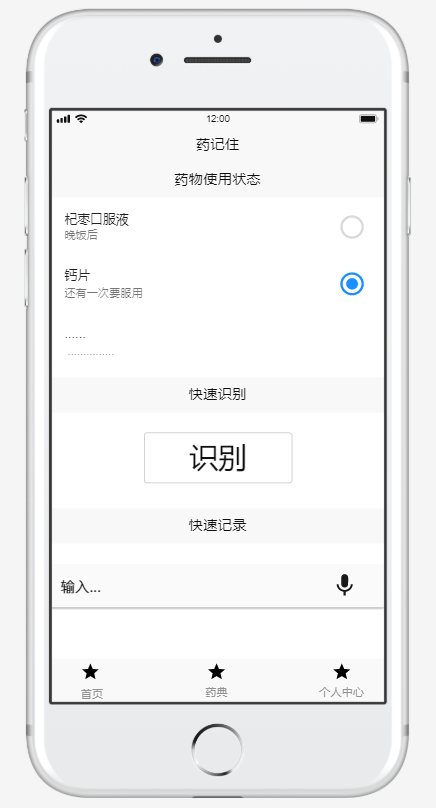 12:00
药记住
药物使用状态
杞枣口服液
晚饭后
钙片
还有一次要服用
......
...............
快速识别
识别
快速记录
输入...
首页 药典 个人中心